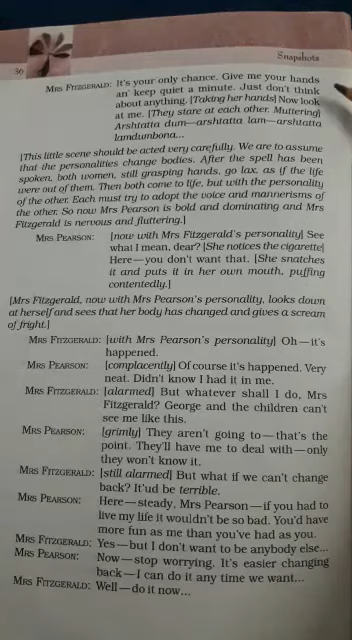 Snapshots
36
MRS FITZGERALD: It's your only chance. Give me your hands
an' keep quiet a minute. Just don't think
about anything. [Taking her hands] Now look
at me. [They stare at each other. Muttering]
Arshtatta dum—arshtatta lam—arshtatta
lamdumbona...
[This little scene should be acted very carefully. We are to assume
that the personalities change bodies. After the spell has been
spoken, both women, still grasping hands, go lax, as if the life
were out of them. Then both come to life, but with the personality
of the other. Each must try to adopt the voice and mannerisms of
the other. So now Mrs Pearson is bold and dominating and Mrs
Fitzgerald is nervous and fluttering.]
MRS PEARSON: [now with Mrs Fitzgerald's personality] See
what I mean, dear? [She notices the cigarette]
Here—you don't want that. [She snatches
it and puts it in her own mouth, puffing
contentedly.]
[Mrs Fitzgerald, now with Mrs Pearson's personality, looks down
at herself and sees that her body has changed and gives a scream
of fright.]
MRS FITZGERALD: [with Mrs Pearson's personality] Oh—it's
happened.
MRS PEARSON: [complacently] Of course it's happened. Very
neat. Didn't know I had it in me.
MRS FITZGERALD: [alarmed] But whatever shall I do, Mrs
Fitzgerald? George and the children can't
see me like this.
MRS PEARSON: [grimly] They aren't going to—that's the
point. They'll have me to deal with—only
they won't know it.
MRS FITZGERALD: [still alarmed] But what if we can't change
back? It'ud be terrible.
MRS PEARSON: Here—steady, Mrs Pearson—if you had to
live my life it wouldn't be so bad. You'd have
more fun as me than you've had as you.
MRS FITZGERALD: Yes—but I don't want to be anybody else...
MRS PEARSON: Now—stop worrying. It's easier changing
back—I can do it any time we want...
MRS FITZGERALD: Well—do it now...